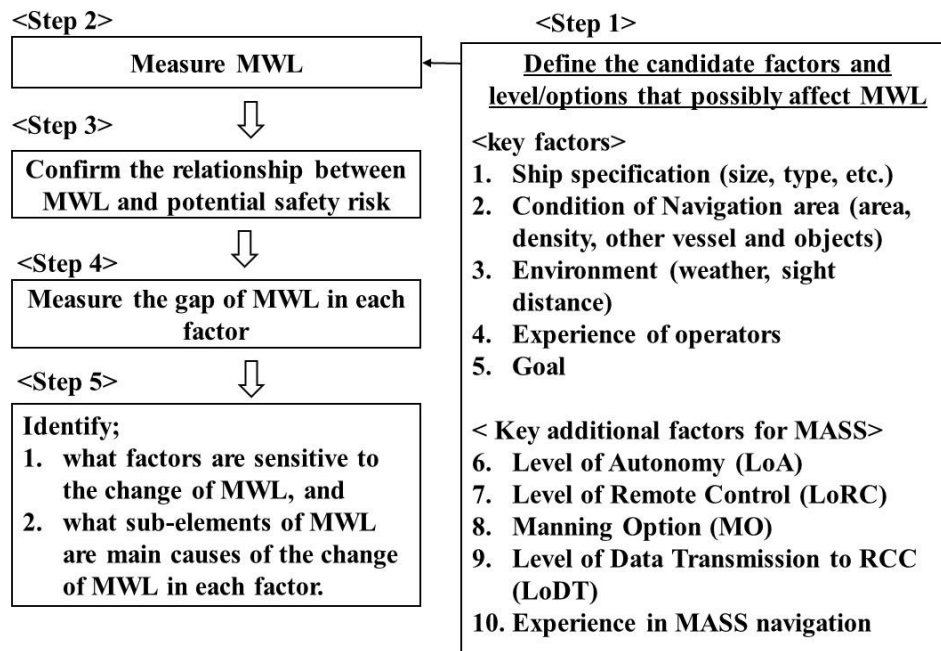 <Step 2>
Measure MWL
<Step 3>
Confirm the relationship between
MWL and potential safety risk
<Step 4>
Measure the gap of MWL in each
factor
<Step 5>
Identify;
1. what factors are sensitive to
the change of MWL, and
2. what sub-elements of MWL
are main causes of the change
of MWL in each factor.
<Step 1>
Define the candidate factors and
level/options that possibly affect MWL
<key factors>
1. Ship specification (size, type, etc.)
2. Condition of Navigation area (area,
density, other vessel and objects)
3. Environment (weather, sight
distance)
4. Experience of operators
5. Goal
< Key additional factors for MASS>
6. Level of Autonomy (LoA)
7. Level of Remote Control (LoRC)
8. Manning Option (MO)
9. Level of Data Transmission to RCC
(LoDT)
10. Experience in MASS navigation